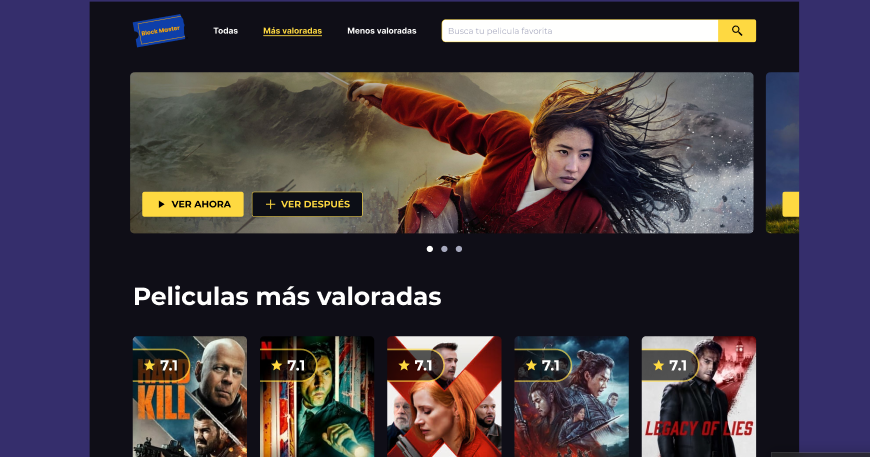 Block Master
Todas
Más valoradas
Menos valoradas
Busca tu película favorita
VER AHORA
VER DESPUÉS
Peliculas más valoradas
7.1
7.1
7.1
7.1
7.1
HARD
KILL
LEGACY OF LIES